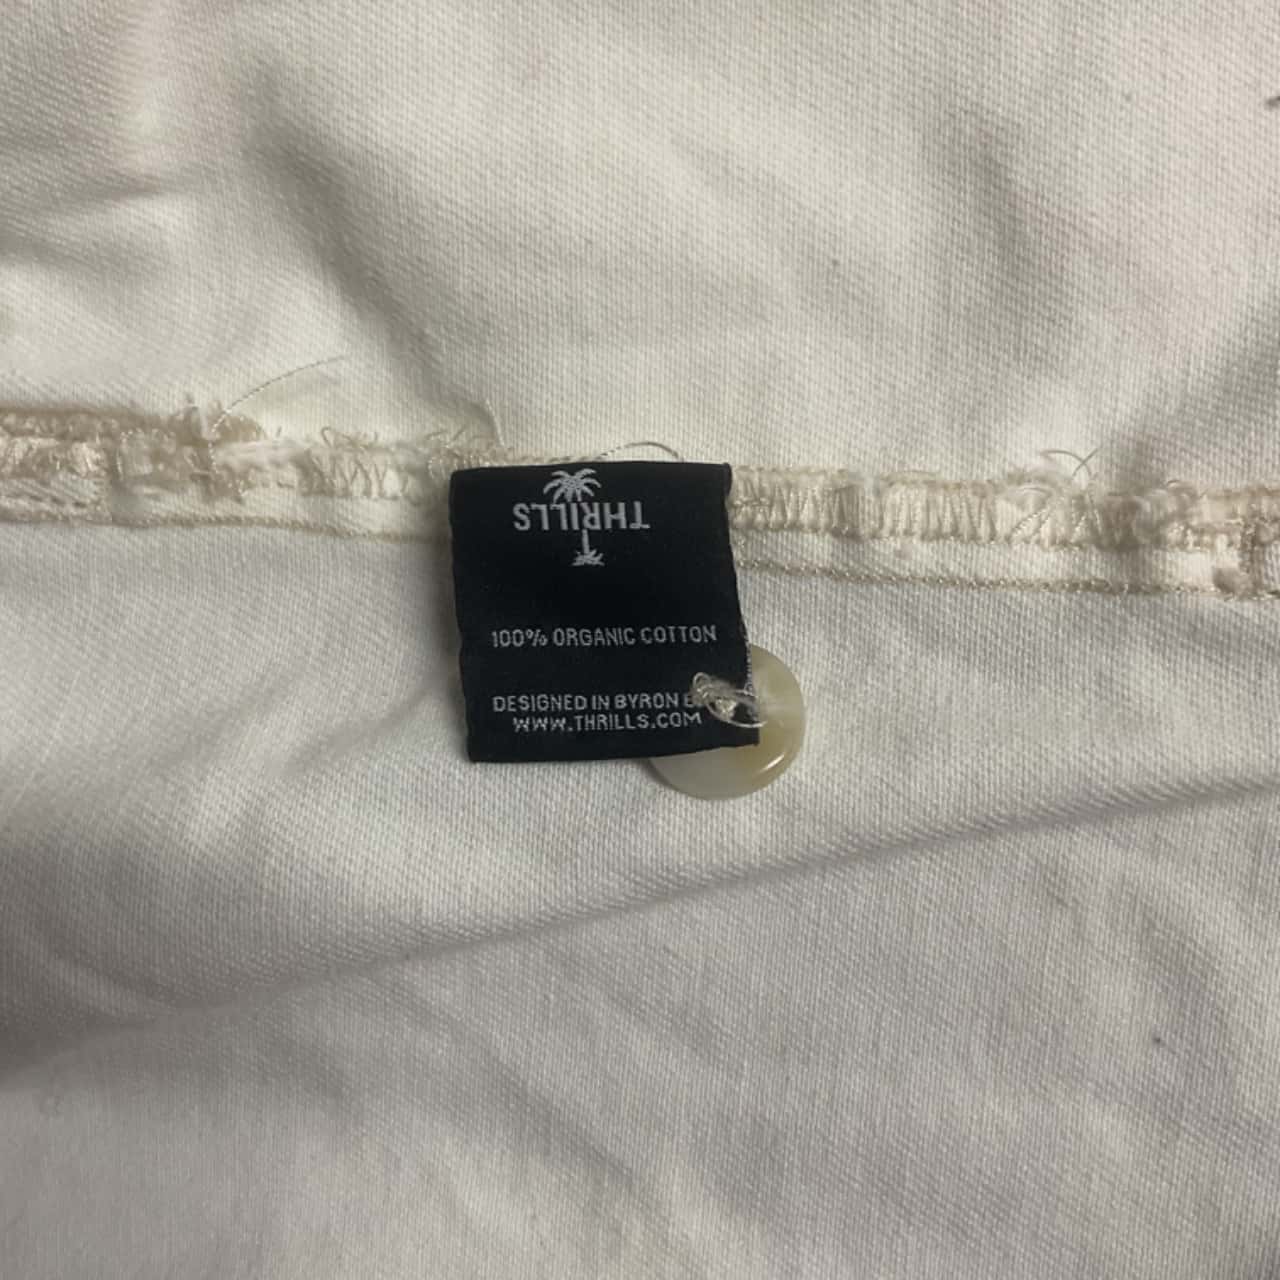 THRILLS
100% ORGANIC COTTON
DESIGNED IN BYRON
WWW.THRILLS.COM